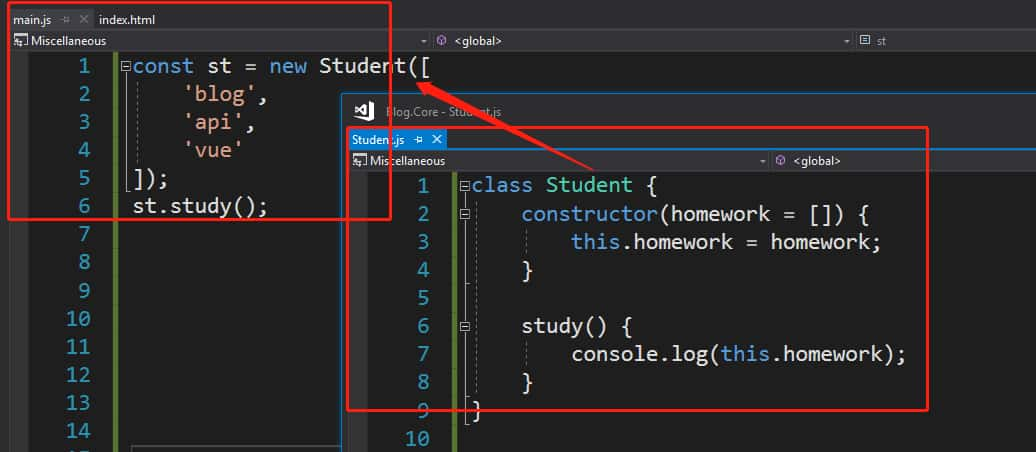 main.js index.html
Miscellaneous <global> st
1 const st = new Student([
2 'blog',
3 'api',
4 'vue'
5 ]);
6 st.study();
7
8
9
10
11
12
13
14
Blog.Core - Student.js
Student.js
Miscellaneous <global>
1 class Student {
2 constructor(homework = []) {
3 this.homework = homework;
4 }
5
6 study() {
7 console.log(this.homework);
8 }
9 }
10